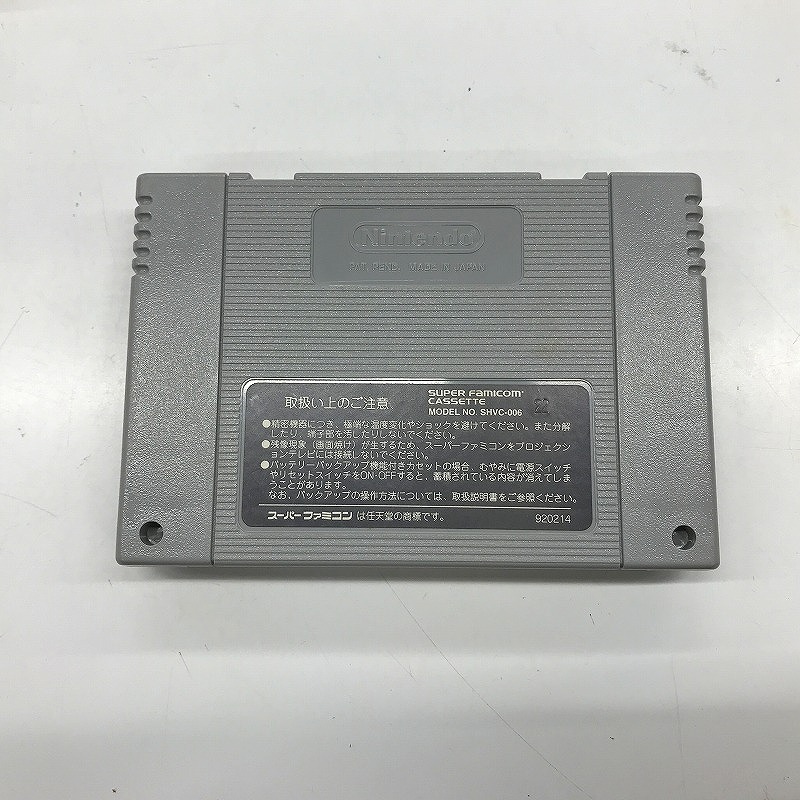 Nintendo
PAT. PEND. MADE IN JAPAN
取扱い上のご注意
SUPER FAMICOM
CASSETTE
MODEL NO. SHVC-006
22
●精密機器につき、極端な温度変化やショックを避けてください。また分解
したり、端子部を汚したりしないでください。
●残像現象(画面焼け)が生ずるため、スーパーファミコンをプロジェクシ
ョンテレビには接続しないでください。
●バッテリーバックアップ機能付きカセットの場合、むやみに電源スイッチ
やリセットスイッチをON・OFFすると、蓄積されている内容が消えてしま
うことがあります。
なお、バックアップの操作方法については、取扱説明書をご参照ください。
スーパーファミコンは任天堂の商標です。
920214